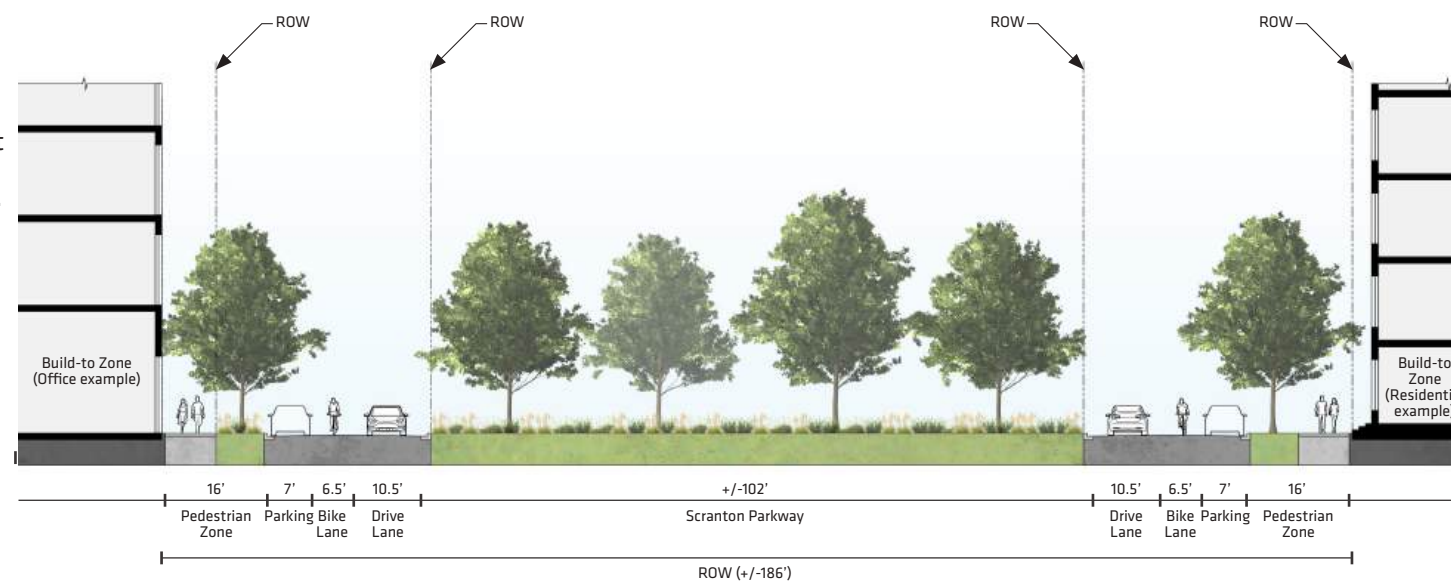 ROW
ROW
ROW
ROW
Build-to Zone
(Office example)
Build-to
Zone
example
16’
7’
6.5’
10.5’
+/-102’
10.5’
6.5’
7’
16’
Pedestrian
Zone
Parking
Bike
Lane
Drive
Lane
Scranton Parkway
Drive
Lane
Bike
Lane
Parking
Pedestrian
Zone
ROW (+/-186’)